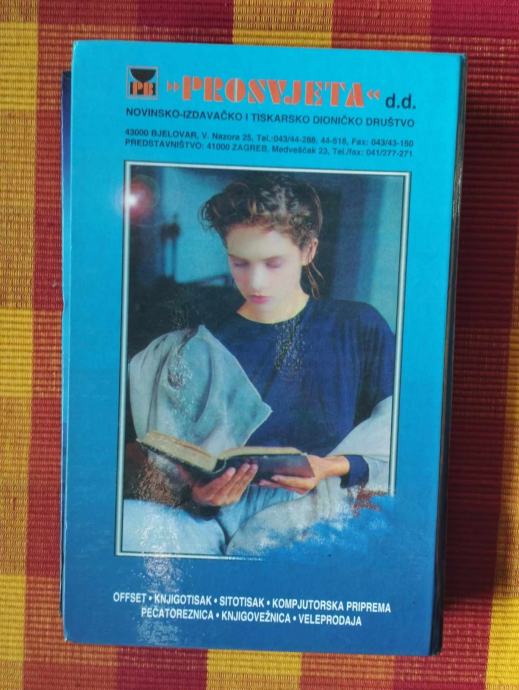 PB »PROSVJETA« d.d.
NOVINSKO-IZDAVAČKO I TISKARSKO DIONIČKO DRUŠTVO
43000 BJELOVAR, V. Nazora 25, Tel.:043/44-288, 44-518, Fax: 043/43-150
PREDSTAVNIŠTVO: 41000 ZAGREB, Medveščak 23, Tel./fax: 041/277-271
OFFSET • KNJIGOTISAK • SITOTISAK • KOMPJUTORSKA PRIPREMA
PEČATOREZNICA • KNJIGOVEŽNICA • VELEPRODAJA